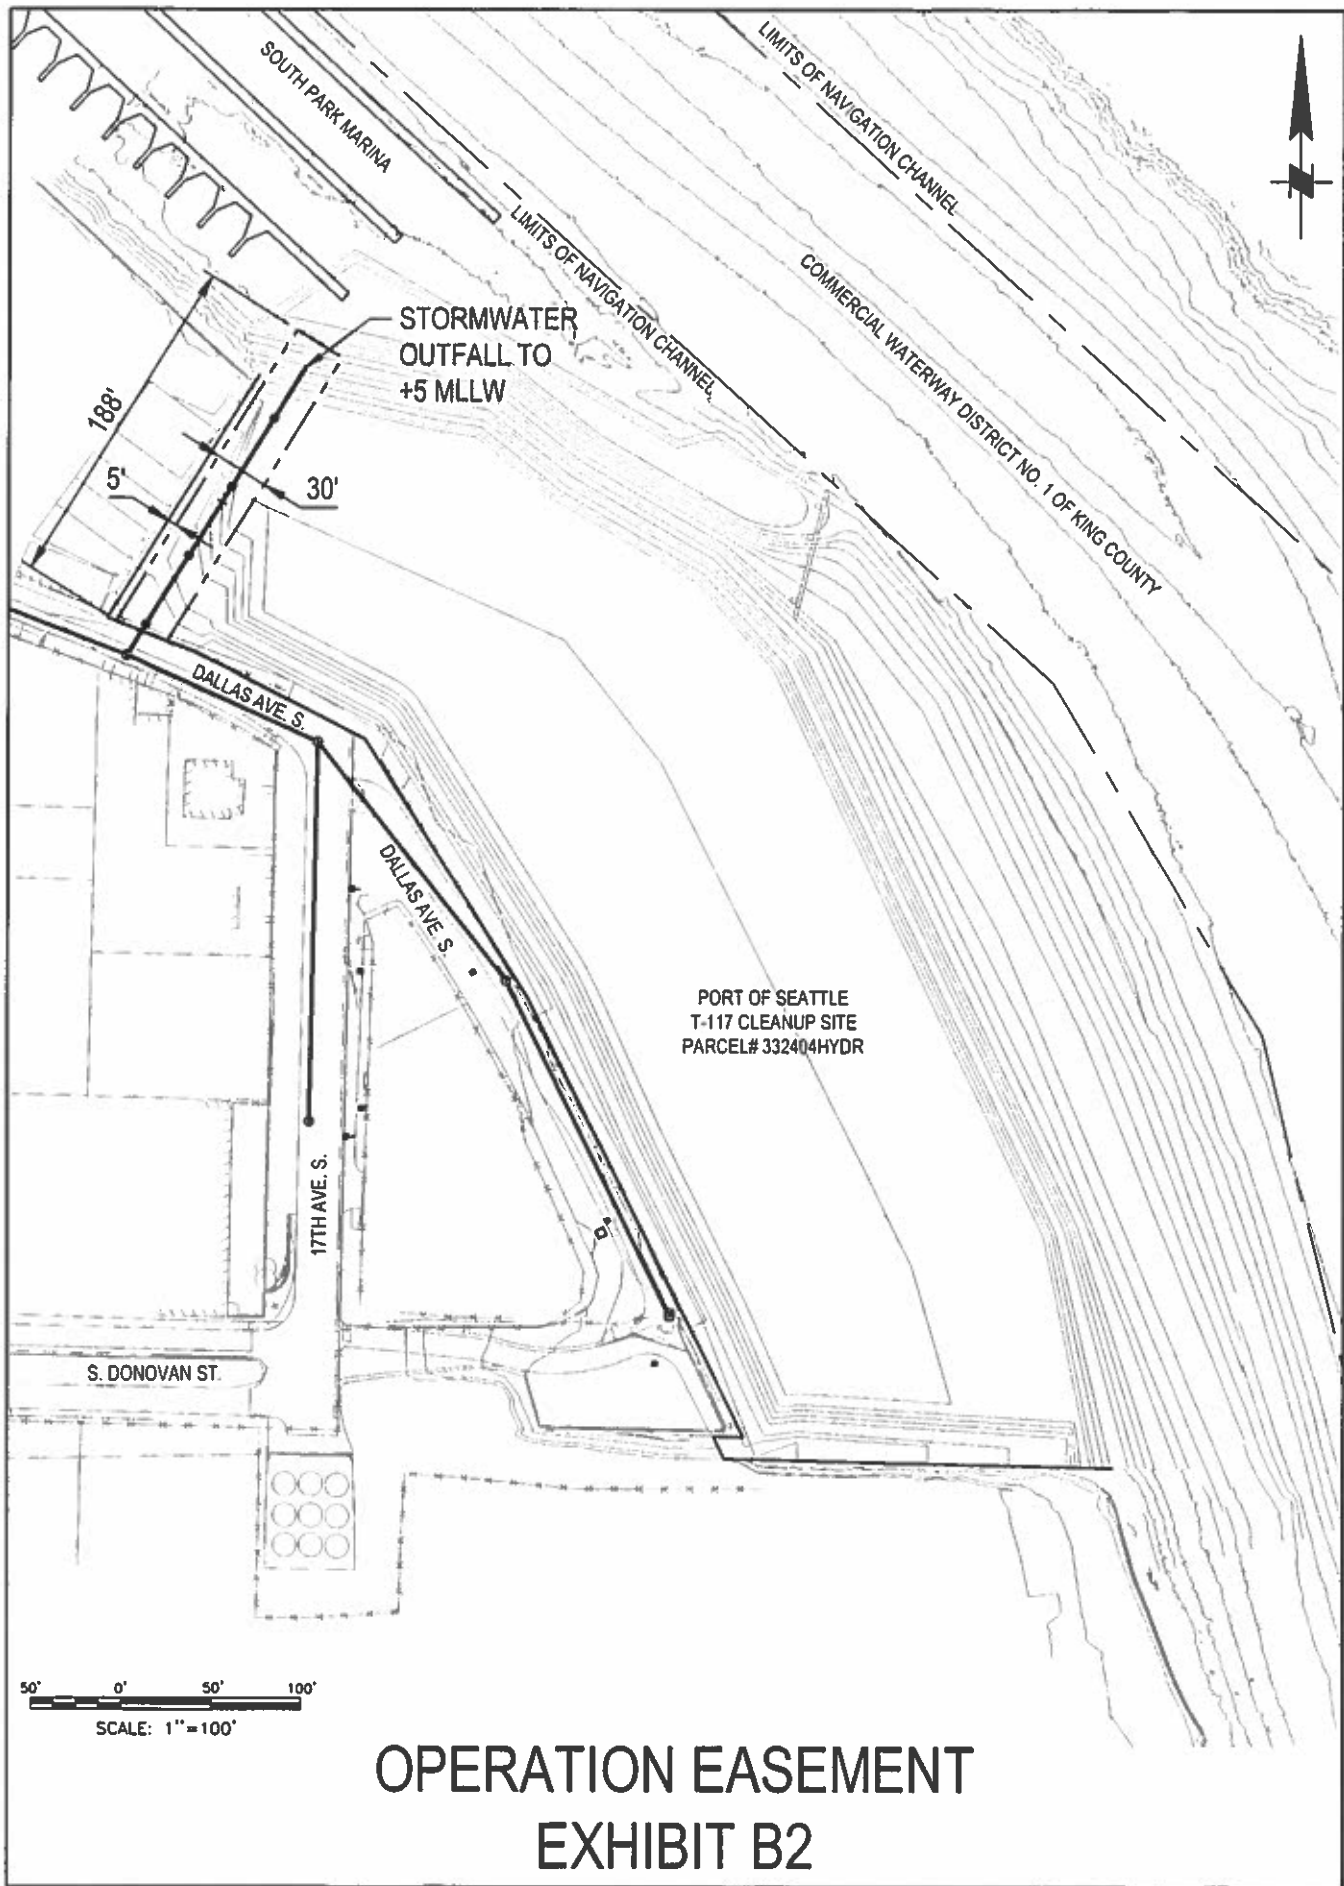 LIMITS OF NAVIGATION CHANNEL
SOUTH PARK MARINA
LIMITS OF NAVIGATION CHANNEL
COMMERCIAL WATERWAY DISTRICT NO. 1 OF KING COUNTY
N
STORMWATER
OUTFALL TO
+5 MLLW
188'
5'
30'
DALLAS AVE. S.
DALLAS AVE. S.
PORT OF SEATTLE
T-117 CLEANUP SITE
PARCEL# 332404HYDR
17TH AVE. S.
S. DONOVAN ST.
50' 0' 50' 100'
SCALE: 1"=100'
OPERATION EASEMENT
EXHIBIT B2